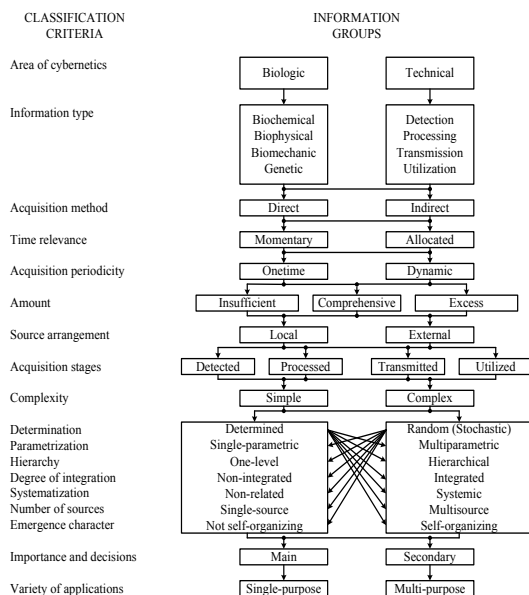 CLASSIFICATION CRITERIA
INFORMATION GROUPS
Area of cybernetics
Biologic
Technical
Information type
Biochemical
Biophysical
Biomechanic
Genetic
Detection
Processing
Transmission
Utilization
Acquisition method
Direct
Indirect
Time relevance
Momentary
Allocated
Acquisition periodicity
Onetime
Dynamic
Amount
Insufficient
Comprehensive
Excess
Source arrangement
Local
External
Acquisition stages
Detected
Processed
Transmitted
Utilized
Complexity
Simple
Complex
Determination
Determined
Random (Stochastic)
Parametrization
Single-parametric
Multiparametric
Hierarchy
One-level
Hierarchical
Degree of integration
Non-integrated
Integrated
Systematization
Non-related
Systemic
Number of sources
Single-source
Multisource
Emergence character
Not self-organizing
Self-organizing
Importance and decisions
Main
Secondary
Variety of applications
Single-purpose
Multi-purpose